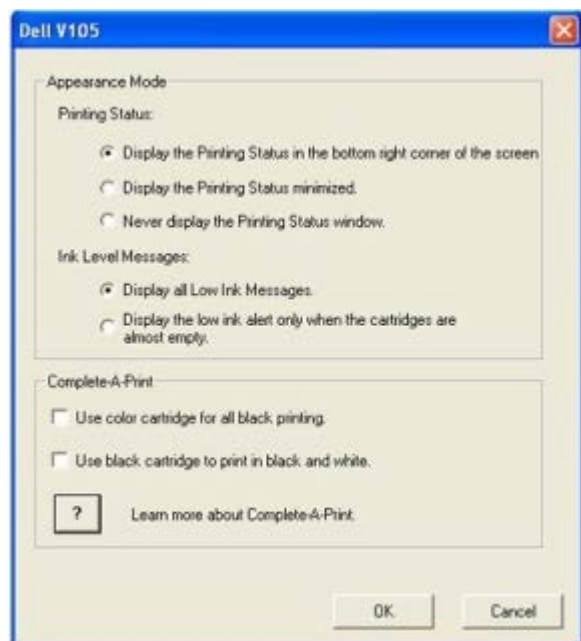 Dell V105
Appearance Mode
Printing Status:
Display the Printing Status in the bottom right corner of the screen
Display the Printing Status minimized.
Never display the Printing Status window.
Ink Level Messages:
Display all Low Ink Messages.
Display the low ink alert only when the cartridges are
almost empty.
Complete-A-Print
Use color cartridge for all black printing.
Use black cartridge to print in black and white.
?
Learn more about Complete-A-Print.
OK
Cancel